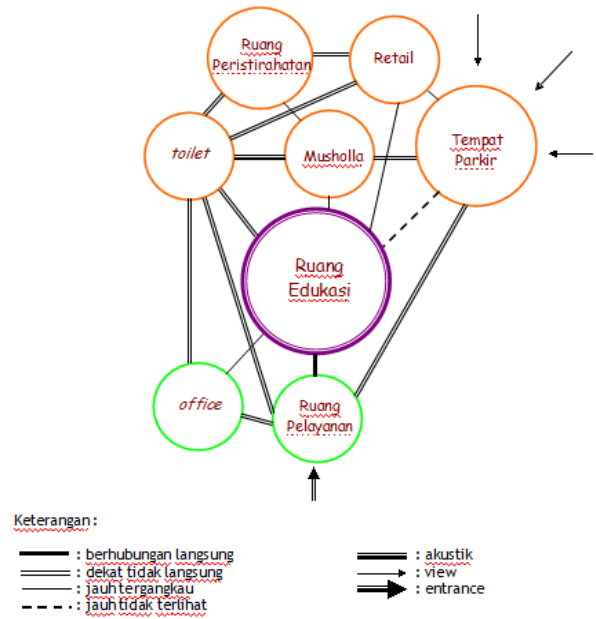 Ruang
Peristirahatan
Retail
toilet
Musholla
Tempat
Parkir
Ruang
Edukasi
office
Ruang
Pelayanan
Keterangan :
: berhubungan langsung
: dekat tidak langsung
: jauh tergangkau
: jauh tidak terlihat
: akustik
: view
: entrance